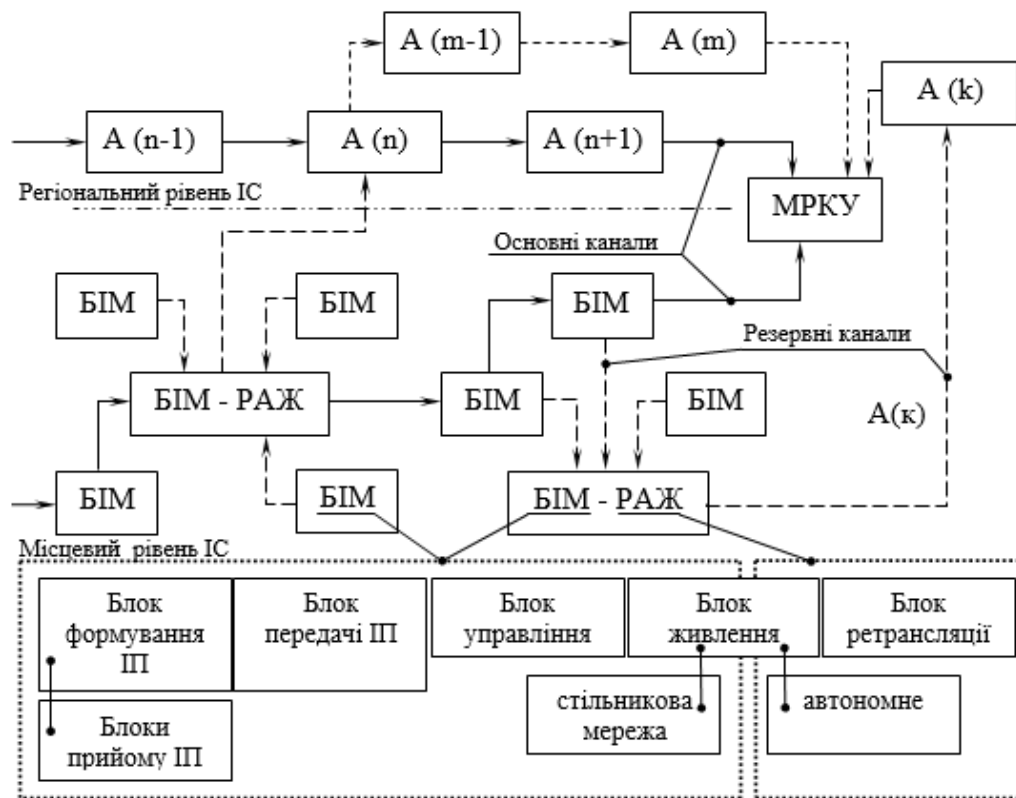 А (m-1)
А (m)
А (k)
А (n-1)
А (n)
А (n+1)
Регіональний рівень ІС
МРКУ
Основні канали
БІМ
БІМ
БІМ
Резервні канали
БІМ - РАЖ
БІМ
БІМ
А(к)
БІМ
БІМ
БІМ - РАЖ
Місцевий рівень ІС
Блок
формування
ІП
Блок
передачі ІП
Блок
управління
Блок
живлення
Блок
ретрансляції
Блоки
прийому ІП
стільникова
мережа
автономне